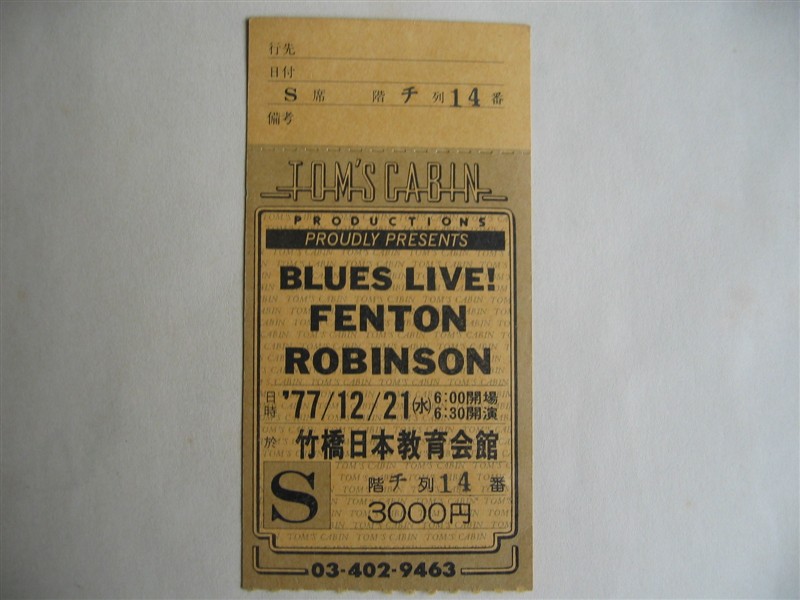 行先
日付
S 席 階 チ 列 14 番
備考
TOM'S CABIN
PRODUCTIONS
PROUDLY PRESENTS
BLUES LIVE!
FENTON
ROBINSON
日時 '77/12/21(水) 6:00開場
6:30開演
於 竹橋日本教育会館
S 階 チ 列 14 番
3000円
03-402-9463